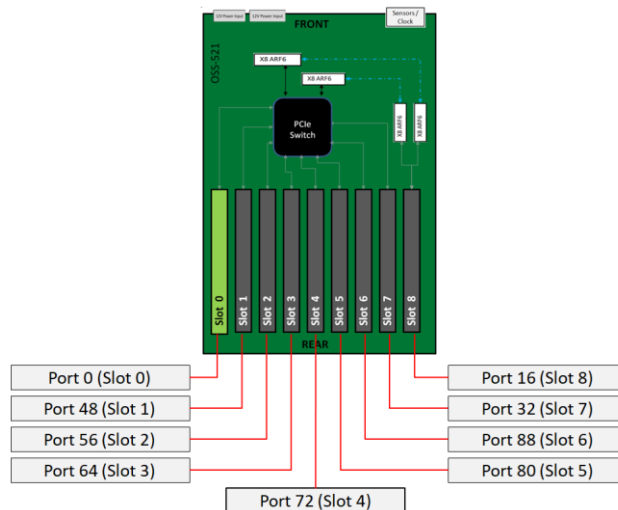 12V Power Input
12V Power Input
Sensors /
Clock
FRONT
OSS-521
X8 ARF6
X8 ARF6
PCIe
Switch
X8 ARF6
X8 ARF6
Slot 0
Slot 1
Slot 2
Slot 3
Slot 4
Slot 5
Slot 6
Slot 7
Slot 8
REAR
Port 0 (Slot 0)
Port 16 (Slot 8)
Port 48 (Slot 1)
Port 32 (Slot 7)
Port 56 (Slot 2)
Port 88 (Slot 6)
Port 64 (Slot 3)
Port 80 (Slot 5)
Port 72 (Slot 4)